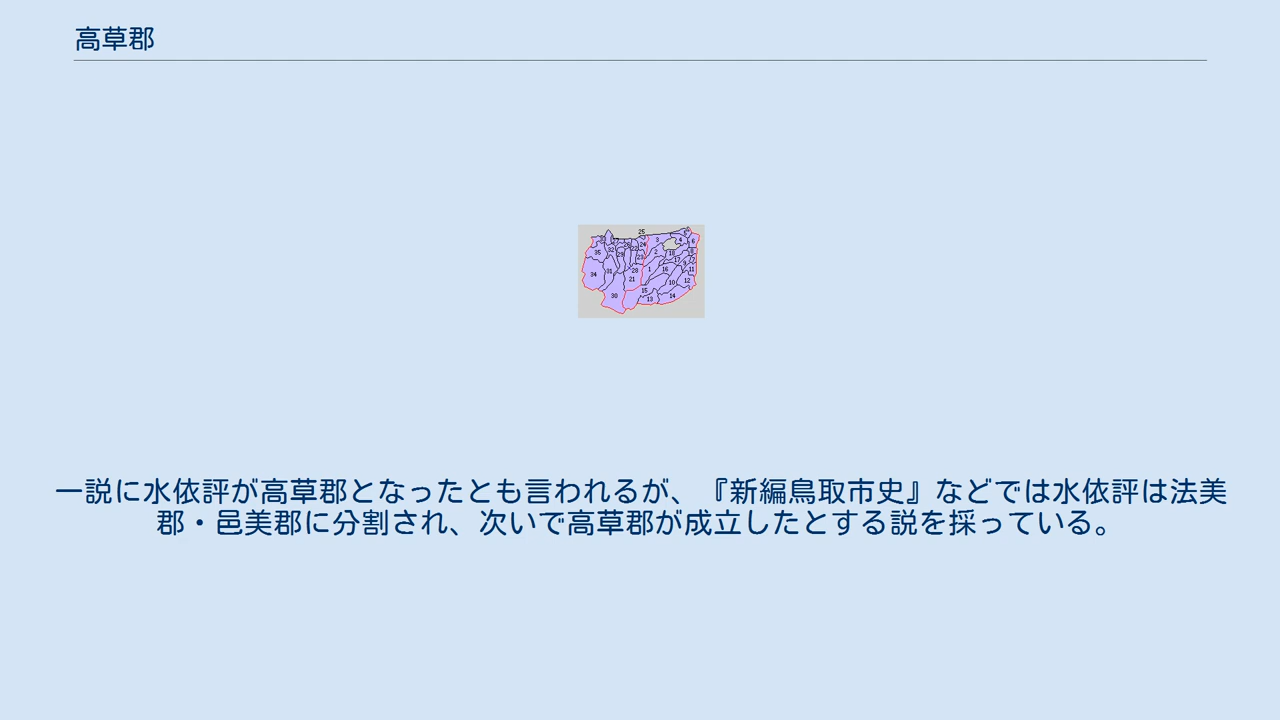 高草郡
一説に水依評が高草郡となったとも言われるが、『新編鳥取市史』などでは水依評は法美
郡・邑美郡に分割され、次いで高草郡が成立したとする説を採っている。